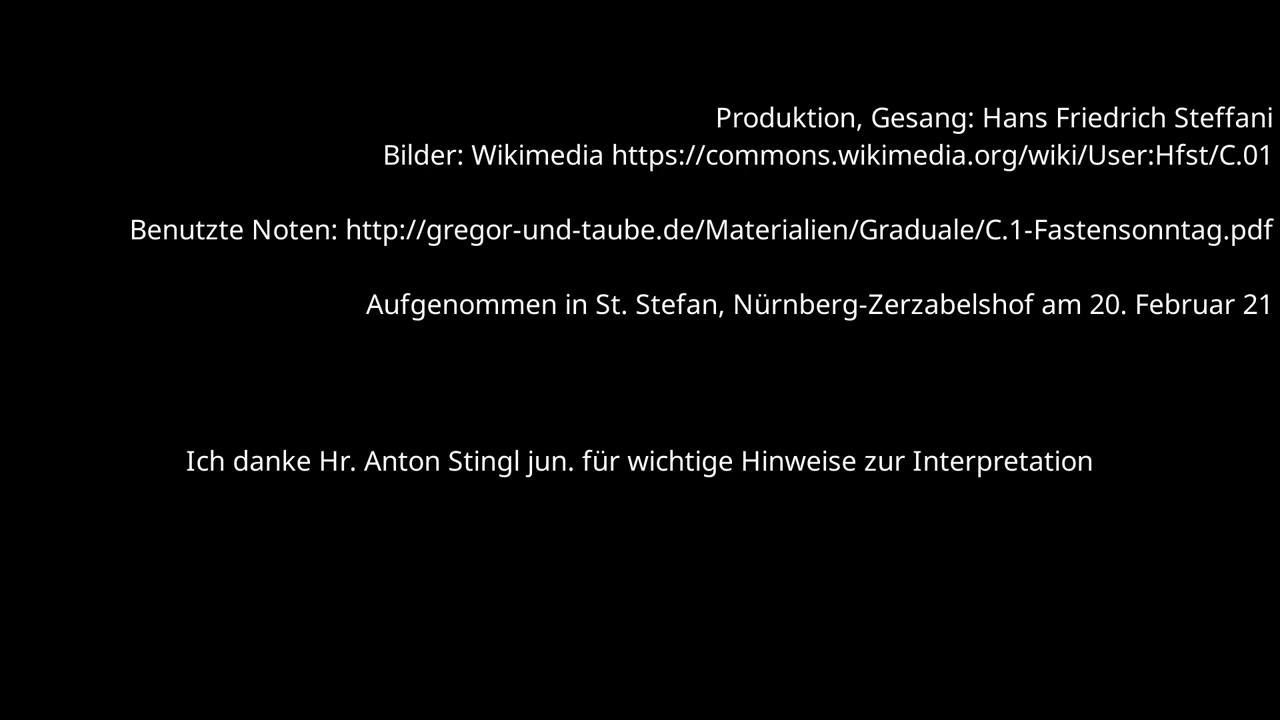 Produktion, Gesang: Hans Friedrich Steffani
Bilder: Wikimedia https://commons.wikimedia.org/wiki/User:Hfst/C.01
Benutzte Noten: http://gregor-und-taube.de/Materialien/Graduale/C.1-Fastensonntag.pdf
Aufgenommen in St. Stefan, Nürnberg-Zerzabelshof am 20. Februar 21
Ich danke Hr. Anton Stingl jun. für wichtige Hinweise zur Interpretation